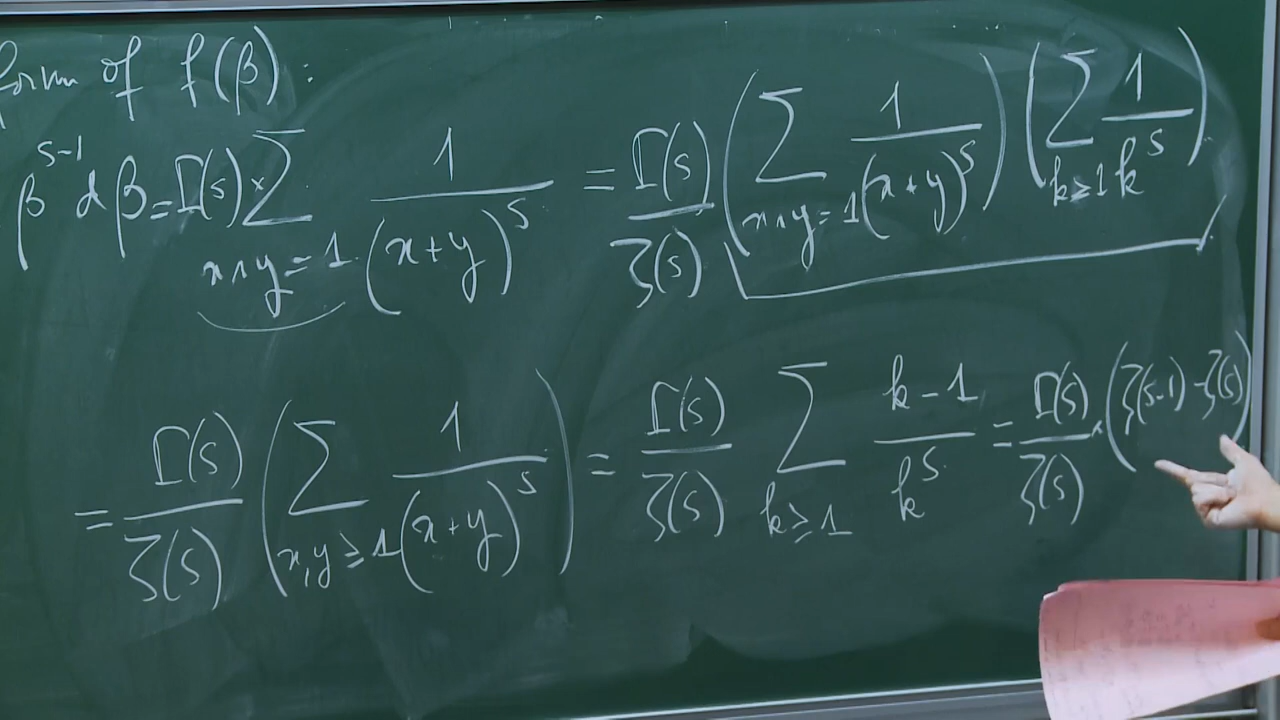 form of f(β):
β^{s-1} dβ = Γ(s) × Σ_{x∧y=1} 1/(x+y)^s = Γ(s)/ζ(s) (Σ_{x∧y=1} 1/(x+y)^s) (Σ_{k≥1} 1/k^s)
= Γ(s)/ζ(s) (Σ_{x,y≥1} 1/(x+y)^s) = Γ(s)/ζ(s) Σ_{k≥1} (k-1)/k^s = Γ(s)/ζ(s) × (ζ(s-1) - ζ(s))